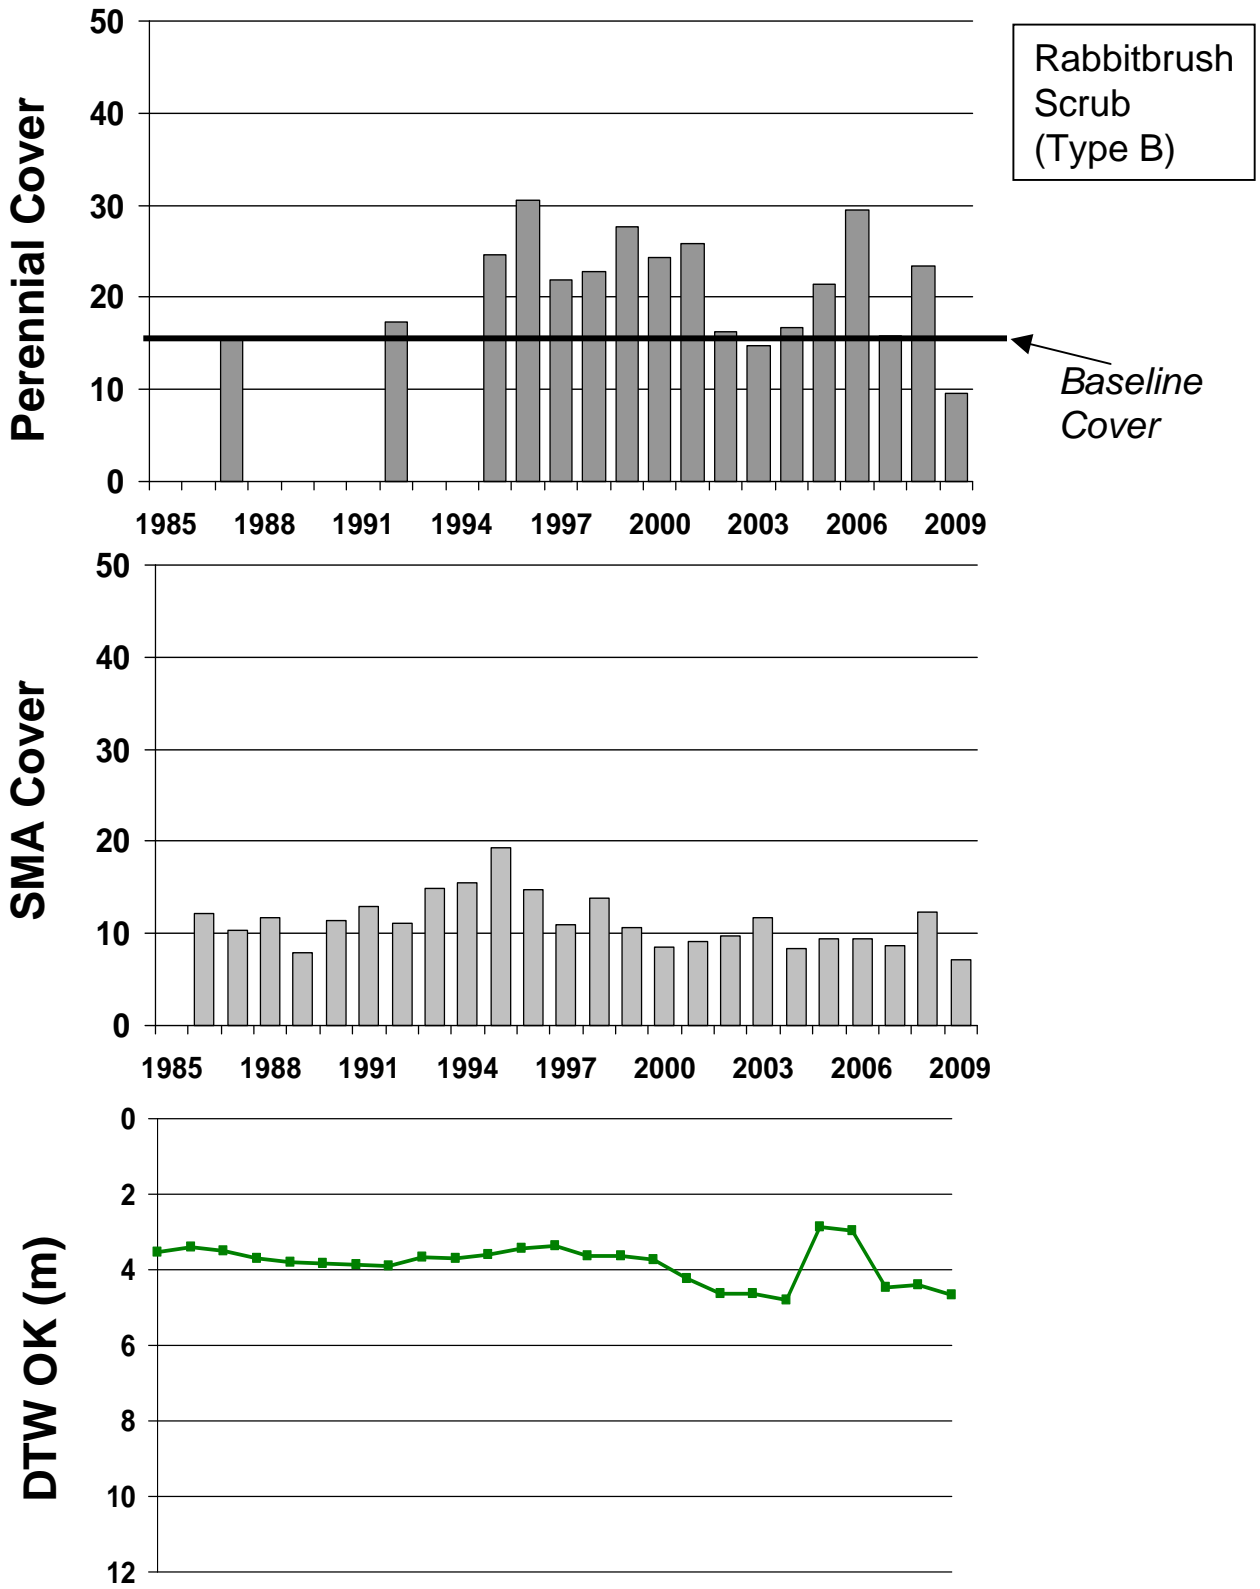 50
40
30
20
10
0
Perennial Cover
1985 1988 1991 1994 1997 2000 2003 2006 2009
Rabbitbrush
Scrub
(Type B)
Baseline
Cover
50
40
30
20
10
0
SMA Cover
1985 1988 1991 1994 1997 2000 2003 2006 2009
0
2
4
6
8
10
12
DTW OK (m)